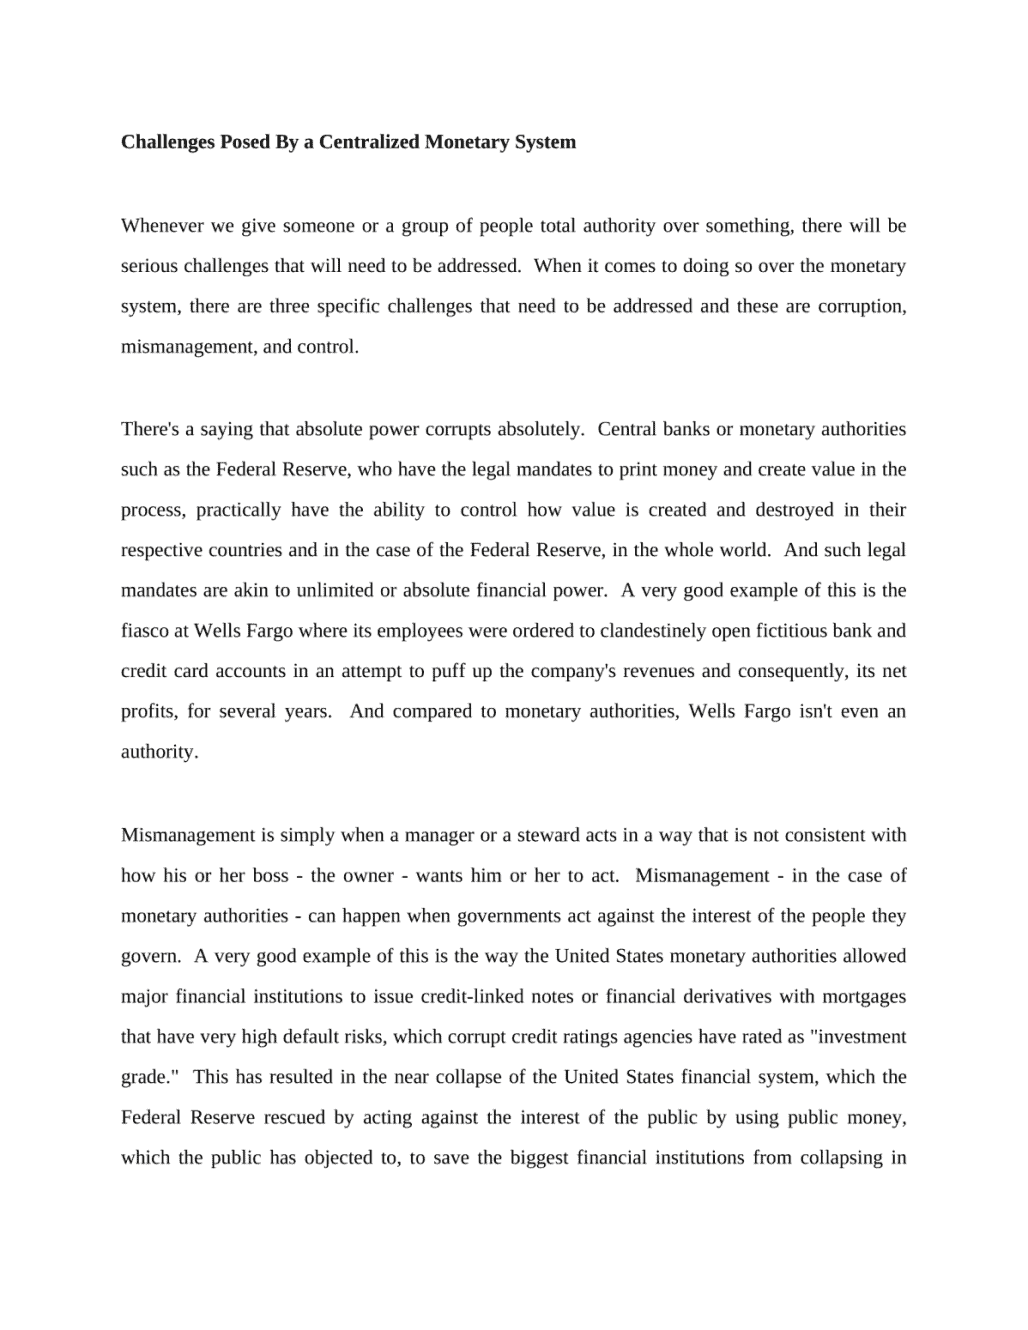 Challenges Posed By a Centralized Monetary System
Whenever we give someone or a group of people total authority over something, there will be
serious challenges that will need to be addressed.  When it comes to doing so over the monetary
system, there are three specific challenges that need to be addressed and these are corruption,
mismanagement, and control.
There's a saying that absolute power corrupts absolutely.  Central banks or monetary authorities
such as the Federal Reserve, who have the legal mandates to print money and create value in the
process, practically have the ability to control how value is created and destroyed in their
respective countries and in the case of the Federal Reserve, in the whole world.  And such legal
mandates are akin to unlimited or absolute financial power.  A very good example of this is the
fiasco at Wells Fargo where its employees were ordered to clandestinely open fictitious bank and
credit card accounts in an attempt to puff up the company's revenues and consequently, its net
profits, for several years.  And compared to monetary authorities, Wells Fargo isn't even an
authority.
Mismanagement is simply when a manager or a steward acts in a way that is not consistent with
how his or her boss - the owner - wants him or her to act.  Mismanagement - in the case of
monetary authorities - can happen when governments act against the interest of the people they
govern.  A very good example of this is the way the United States monetary authorities allowed
major financial institutions to issue credit-linked notes or financial derivatives with mortgages
that have very high default risks, which corrupt credit ratings agencies have rated as "investment
grade."  This has resulted in the near collapse of the United States financial system, which the
Federal Reserve rescued by acting against the interest of the public by using public money,
which the public has objected to, to save the biggest financial institutions from collapsing in